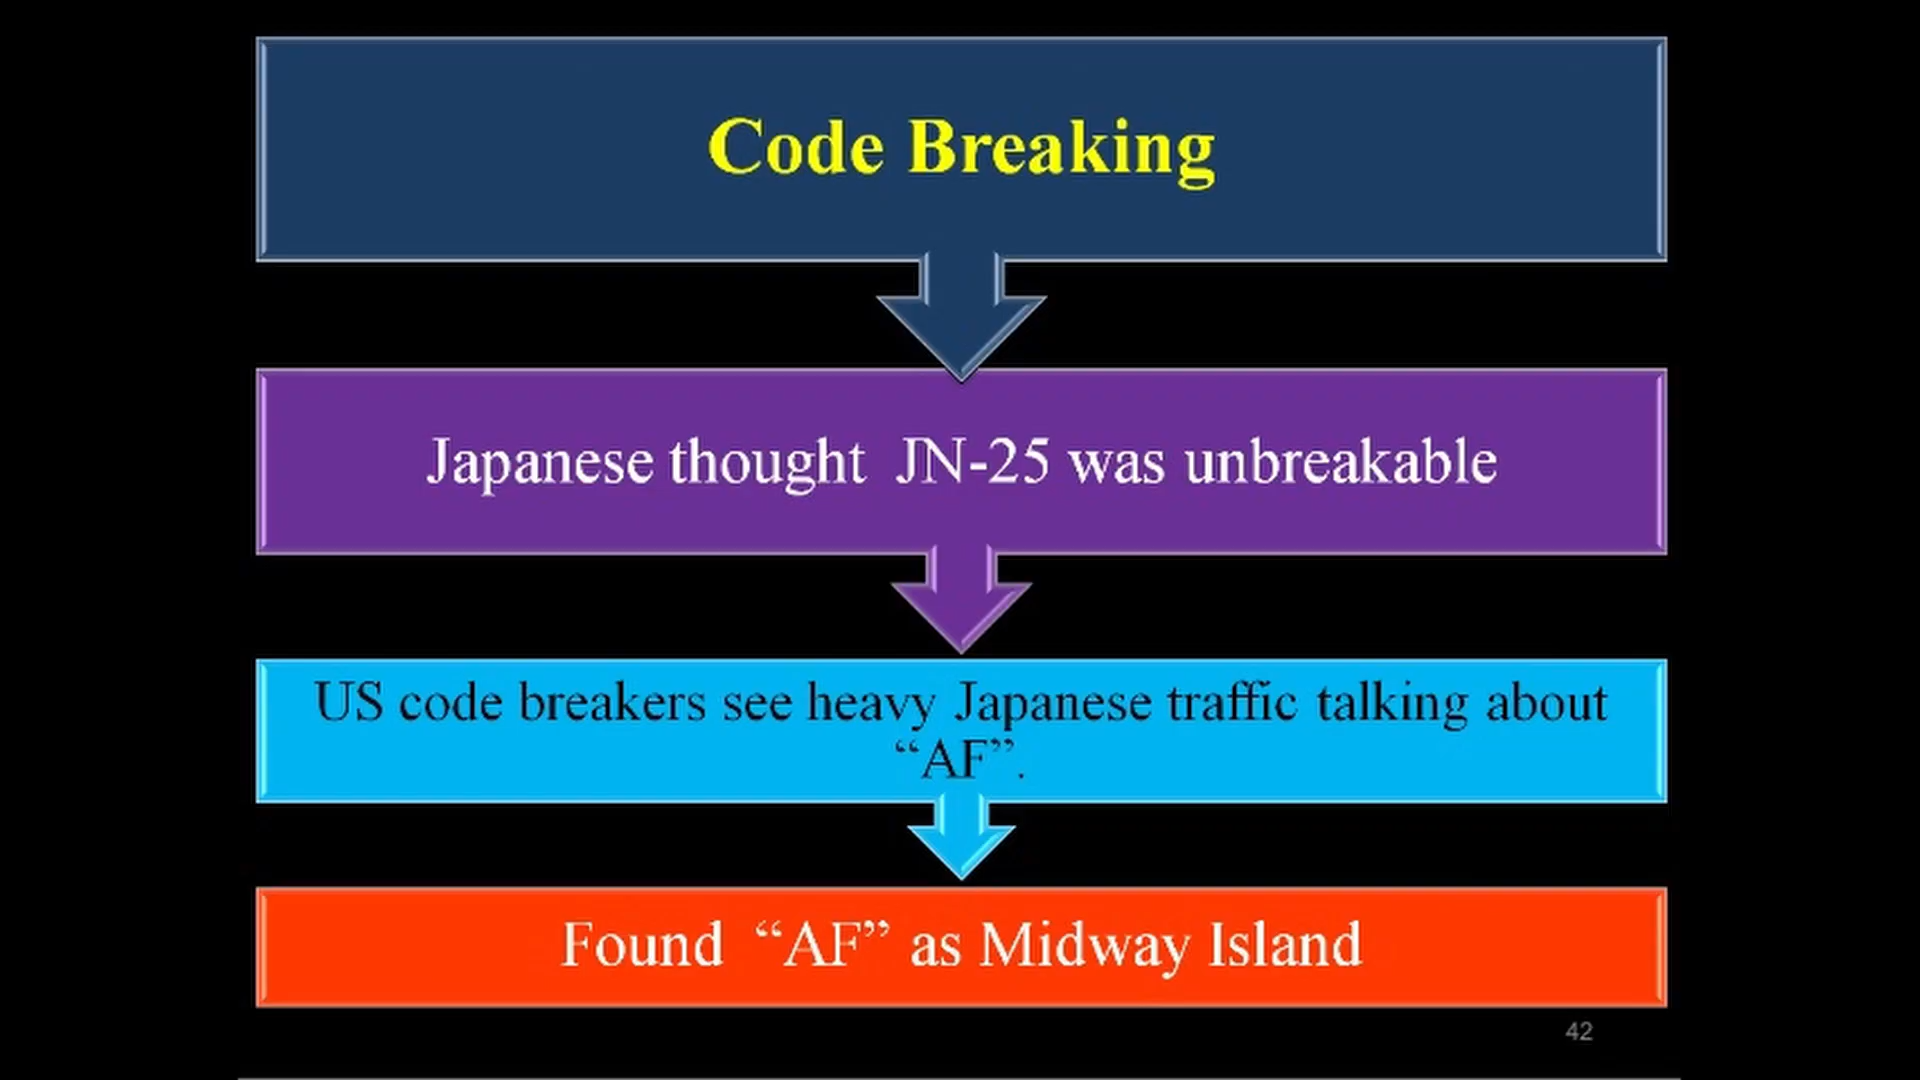 Code Breaking
Japanese thought  JN-25 was unbreakable
US code breakers see heavy Japanese traffic talking about
“AF”.
Found  “AF” as Midway Island
42